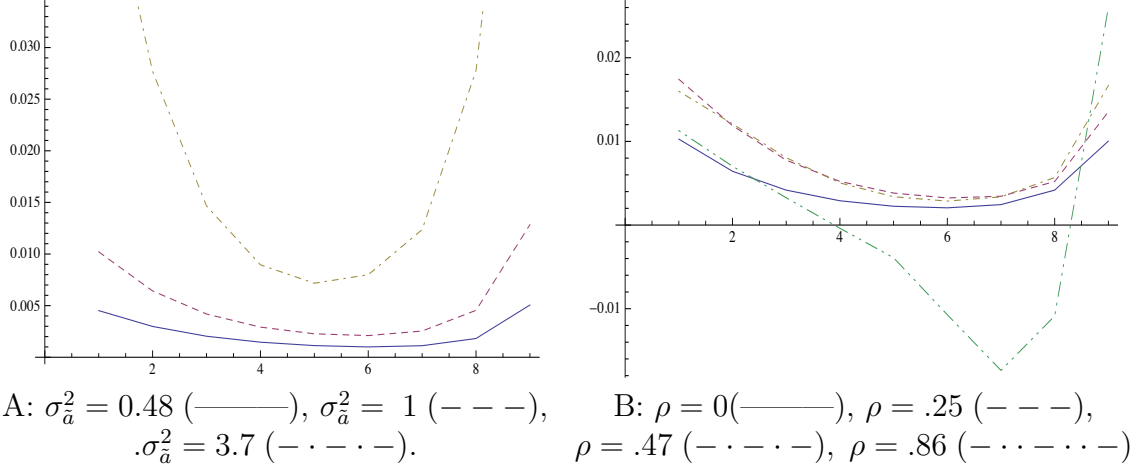 0.030
0.025
0.020
0.015
0.010
0.005
2 4 6 8
0.02
0.01
−0.01
2 4 6 8
A: σ²_ã = 0.48 (———), σ²_ã = 1 (− − −),
.σ²_ã = 3.7 (− · − · −).
B: ρ = 0(———), ρ = .25 (− − −),
ρ = .47 (− · − · −), ρ = .86 (− · · − · · −)